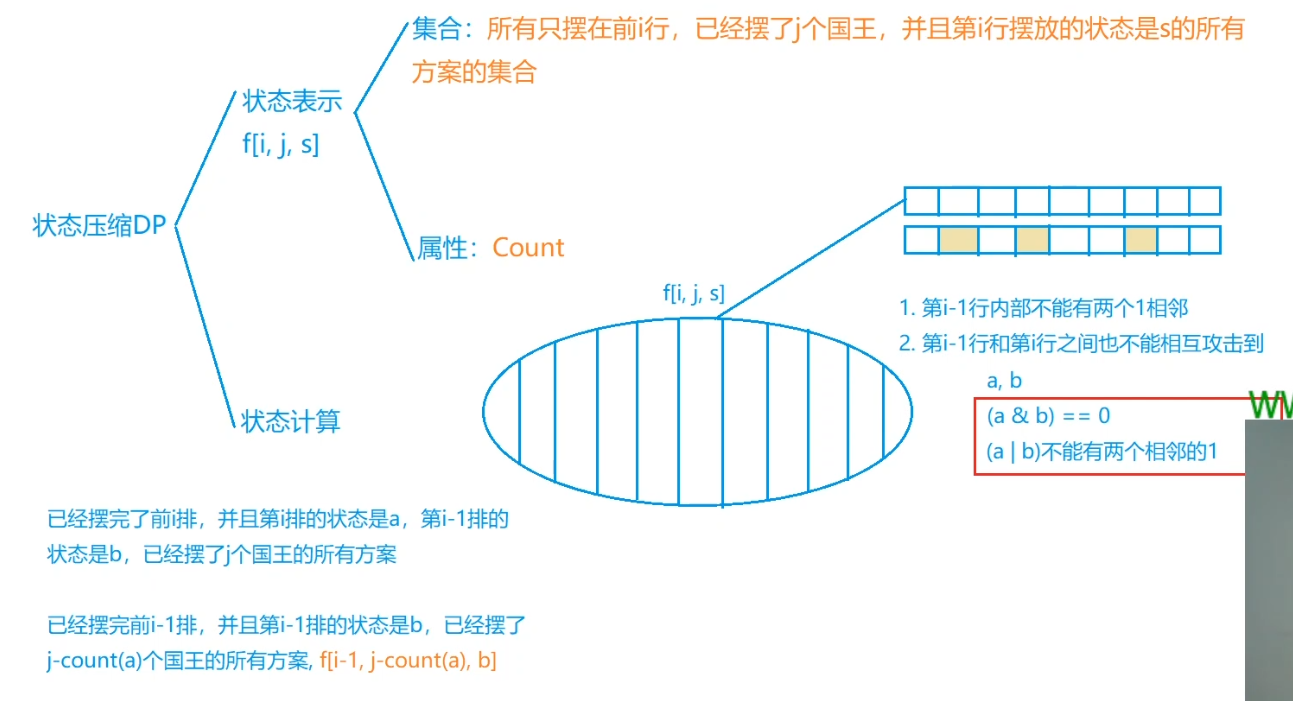 集合：所有只摆在前i行，已经摆了j个国王，并且第i行摆放的状态是s的所有
方案的集合
状态表示
f[i, j, s]
状态压缩DP
属性：Count
f[i, j, s]
1. 第i-1行内部不能有两个1相邻
2. 第i-1行和第i行之间也不能相互攻击到
a, b
(a & b) == 0
(a | b)不能有两个相邻的1
状态计算
已经摆完了前i排，并且第i排的状态是a，第i-1排的
状态是b，已经摆了j个国王的所有方案
已经摆完前i-1排，并且第i-1排的状态是b，已经摆了
j-count(a)个国王的所有方案, f[i-1, j-count(a), b]